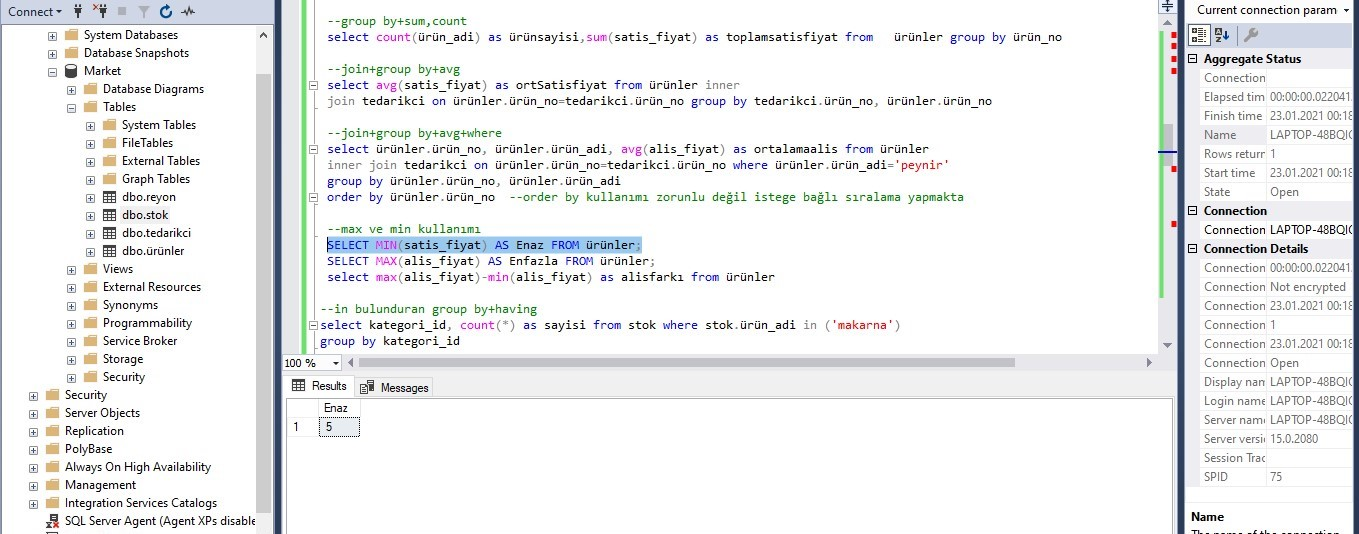 Connect
System Databases
Database Snapshots
Market
Database Diagrams
Tables
System Tables
FileTables
External Tables
Graph Tables
dbo.reyon
dbo.stok
dbo.tedarikci
dbo.ürünler
Views
External Resources
Synonyms
Programmability
Service Broker
Storage
Security
Security
Server Objects
Replication
PolyBase
Always On High Availability
Management
Integration Services Catalogs
SQL Server Agent (Agent XPs disable
--group by+sum,count
select count(ürün_adi) as ürünsayisi,sum(satis_fiyat) as toplamsatisfiyat from   ürünler group by ürün_no
--join+group by+avg
select avg(satis_fiyat) as ortSatisfiyat from ürünler inner
join tedarikci on ürünler.ürün_no=tedarikci.ürün_no group by tedarikci.ürün_no, ürünler.ürün_no
--join+group by+avg+where
select ürünler.ürün_no, ürünler.ürün_adi, avg(alis_fiyat) as ortalamaalis from ürünler
inner join tedarikci on ürünler.ürün_no=tedarikci.ürün_no where ürünler.ürün_adi='peynir'
group by ürünler.ürün_no, ürünler.ürün_adi
order by ürünler.ürün_no  --order by kullanımı zorunlu değil istege bağlı sıralama yapmakta
--max ve min kullanımı
SELECT MIN(satis_fiyat) AS Enaz FROM ürünler;
SELECT MAX(alis_fiyat) AS Enfazla FROM ürünler;
select max(alis_fiyat)-min(alis_fiyat) as alisfarkı from ürünler
--in bulunduran group by+having
select kategori_id, count(*) as sayisi from stok where stok.ürün_adi in ('makarna')
group by kategori_id
100 %
Results Messages
Enaz
1 5
Current connection param
Aggregate Status
Connection
Elapsed tim 00:00:00.022041
Finish time 23.01.2021 00:18
Name LAPTOP-48BQIC
Rows returr 1
Start time 23.01.2021 00:18
State Open
Connection
Connection LAPTOP-48BQIC
Connection Details
Connection 00:00:00.022041
Connection Not encrypted
Connection 23.01.2021 00:18
Connection 1
Connection 23.01.2021 00:18
Connection Open
Display nam LAPTOP-48BQIC
Login name LAPTOP-48BQIC
Server name LAPTOP-48BQIC
Server versi 15.0.2080
Session Trac
SPID 75
Name
The name of the connection